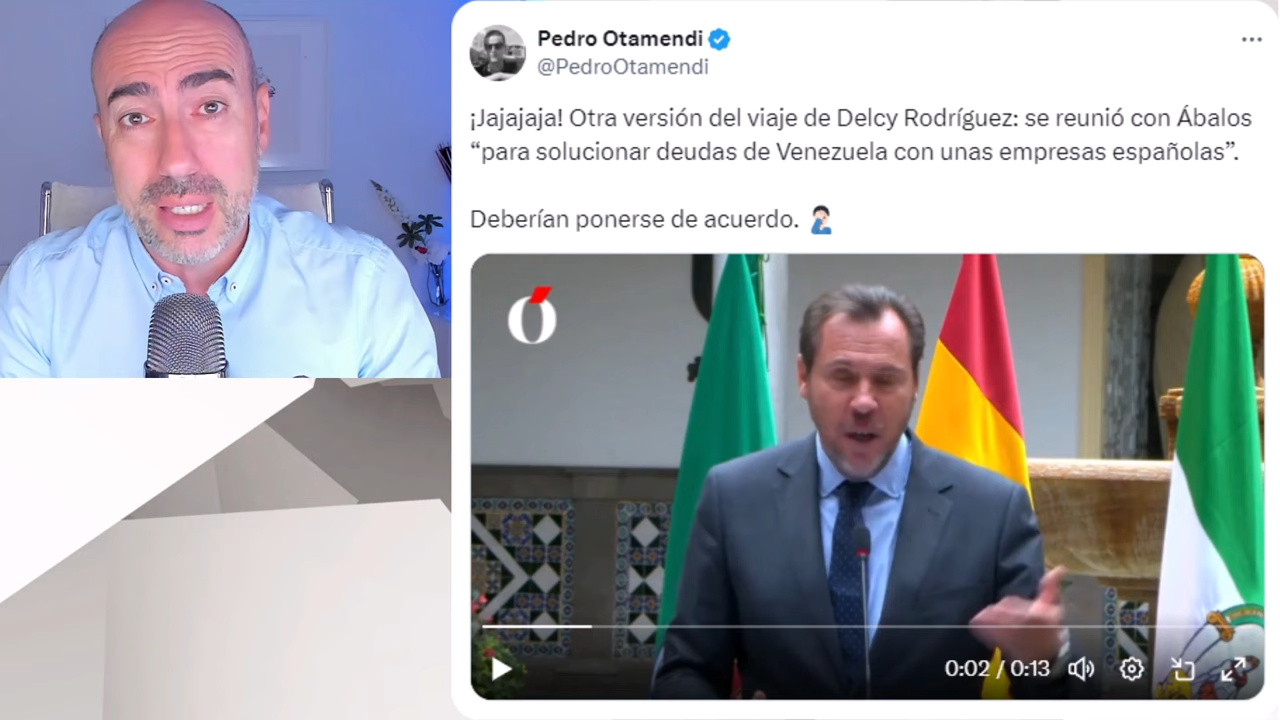 Pedro Otamendi
@PedroOtamendi
¡Jajajaja! Otra versión del viaje de Delcy Rodríguez: se reunió con Ábalos
“para solucionar deudas de Venezuela con unas empresas españolas”.
Deberían ponerse de acuerdo. 🤦🏻‍♂️
Ó
0:02 / 0:13